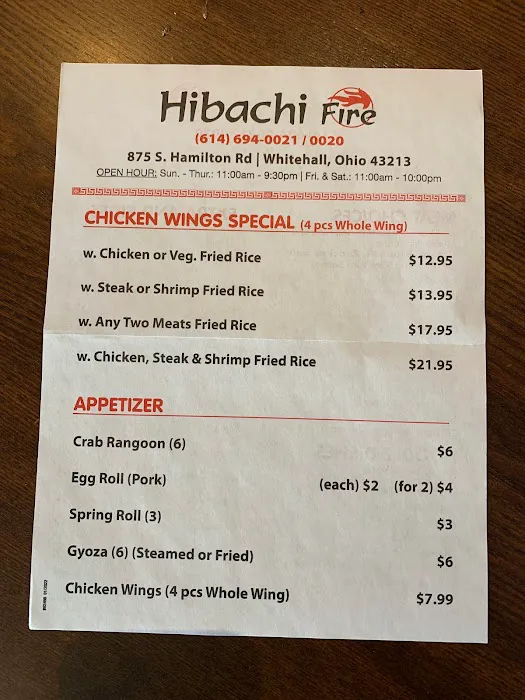 Hibachi Fire
(614) 694-0021 / 0020
875 S. Hamilton Rd | Whitehall, Ohio 43213
OPEN HOUR: Sun. - Thur.: 11:00am - 9:30pm | Fri. & Sat.: 11:00am - 10:00pm
CHICKEN WINGS SPECIAL (4 pcs Whole Wing)
w. Chicken or Veg. Fried Rice $12.95
w. Steak or Shrimp Fried Rice $13.95
w. Any Two Meats Fried Rice $17.95
w. Chicken, Steak & Shrimp Fried Rice $21.95
APPETIZER
Crab Rangoon (6) $6
Egg Roll (Pork) (each) $2 (for 2) $4
Spring Roll (3) $3
Gyoza (6) (Steamed or Fried) $6
Chicken Wings (4 pcs Whole Wing) $7.99